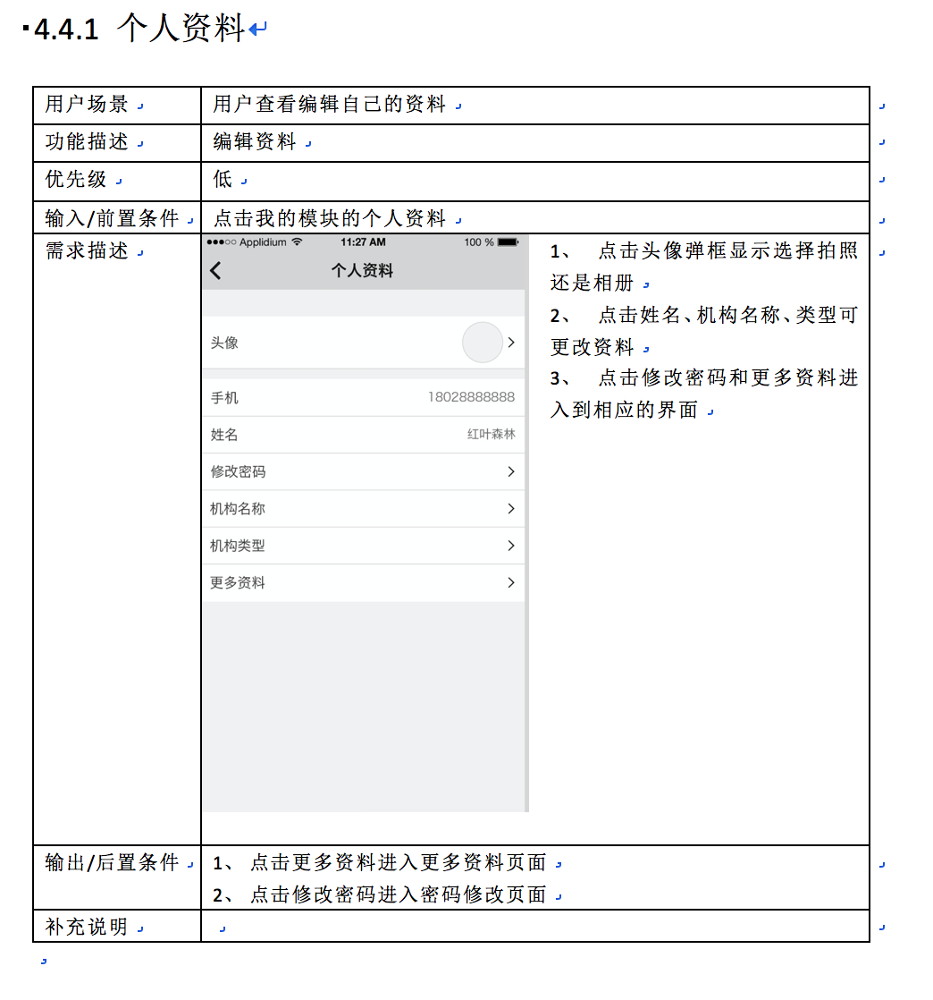 4.4.1 个人资料
用户场景
用户查看编辑自己的资料
功能描述
编辑资料
优先级
低
输入/前置条件
点击我的模块的个人资料
需求描述
Applidium
11:27 AM
100 %
个人资料
头像
手机
18028888888
姓名
红叶森林
修改密码
机构名称
机构类型
更多资料
1、 点击头像弹框显示选择拍照
还是相册
2、 点击姓名、机构名称、类型可
更改资料
3、 点击修改密码和更多资料进
入到相应的界面
输出/后置条件
1、 点击更多资料进入更多资料页面
2、 点击修改密码进入密码修改页面
补充说明